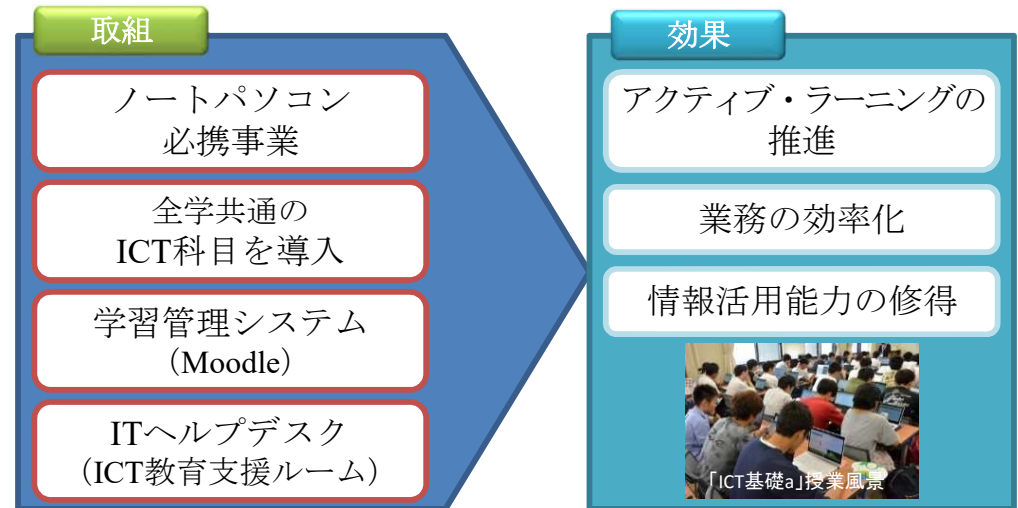 取組
ノートパソコン
必携事業
全学共通の
ICT科目を導入
学習管理システム
（Moodle）
ITヘルプデスク
（ICT教育支援ルーム）
効果
アクティブ・ラーニングの
推進
業務の効率化
情報活用能力の修得
「ICT基礎a」授業風景